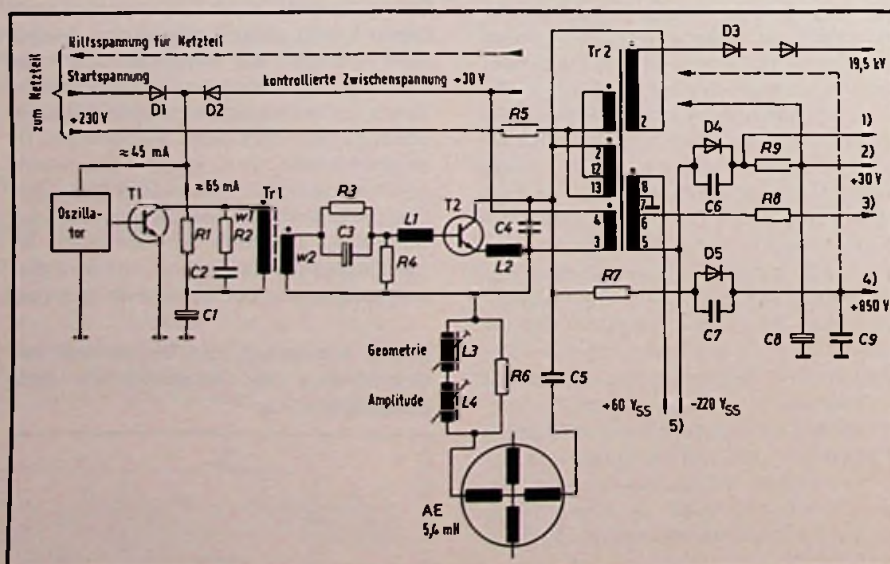 Hilfsspannung für Netzteil
Startspannung
kontrollierte Zwischenspannung +30 V
zum Netzteil
D1
D2
+230 V
R5
≈45 mA
≈65 mA
Oszilla-
tor
T1
R1
w1
R2
C2
C1
Tr1
w2
R3
C3
R4
L1
T2
L2
C4
Tr 2
2
2
12
13
4
3
8
7
6
5
D3
19,5 kV
D4
C6
R9
1)
2)
+30 V
R8
3)
R7
D5
C7
4)
+850 V
C8
C9
+60 VSS
-220 VSS
5)
Geometrie
L3
Amplitude
L4
R6
C5
AE
5,4 mH